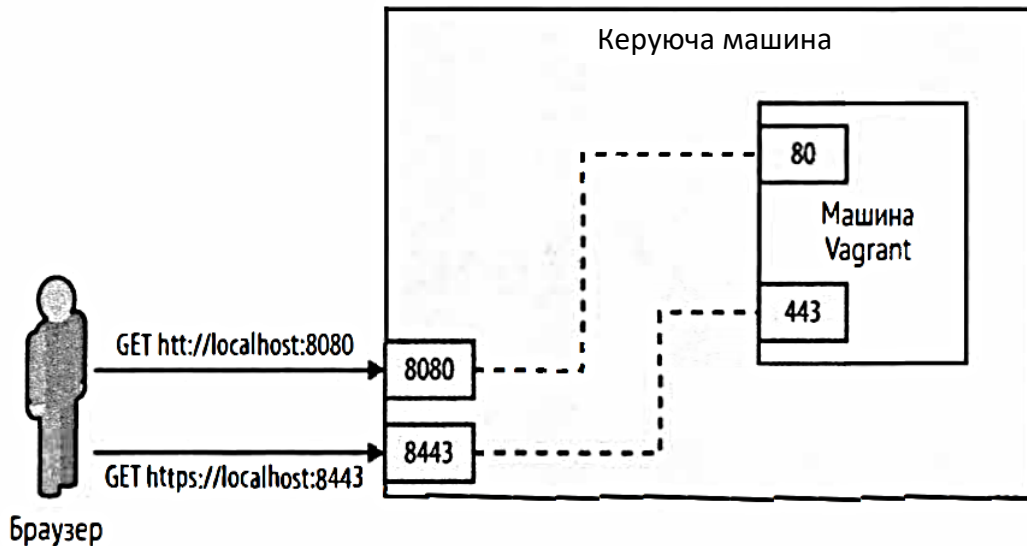 Керуюча машина
80
Машина
Vagrant
443
GET htt://localhost:8080
8080
8443
GET https://localhost:8443
Браузер